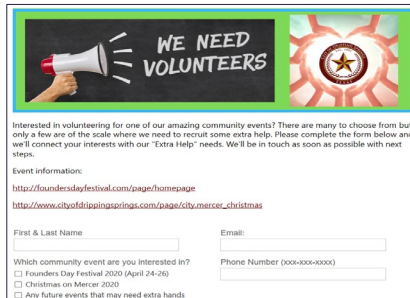 WE NEED
VOLUNTEERS
Interested in volunteering for one of our amazing community events? There are many to choose from but
only a few are of the scale where we need to recruit some extra help. Please complete the form below and
we'll connect your interests with our "Extra Help" needs. We'll be in touch as soon as possible with next
steps.
Event information:
http://foundersdayfestival.com/page/homepage
http://www.cityofdrippingsprings.com/page/city.mercer_christmas
First & Last Name
Email:
Which community event are you interested in?
Phone Number (xxx-xxx-xxxx)
Founders Day Festival 2020 (April 24-26)
Christmas on Mercer 2020
Any future events that may need extra hands